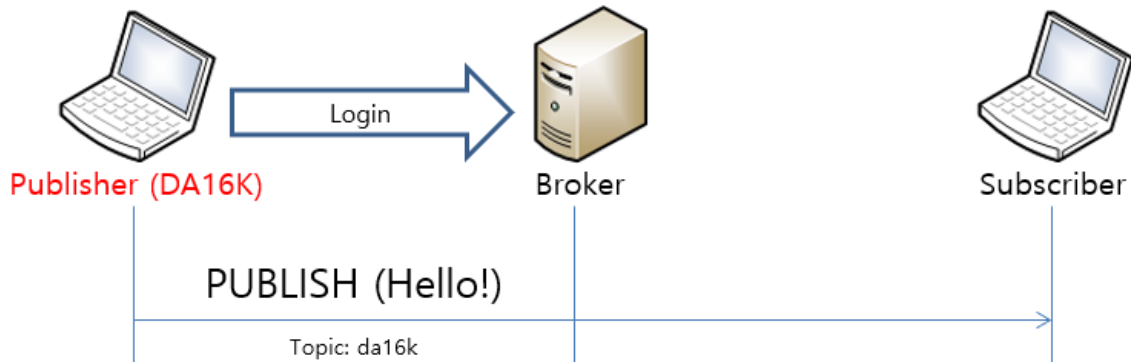 Login
Publisher (DA16K)
Broker
Subscriber
PUBLISH (Hello!)
Topic: da16k